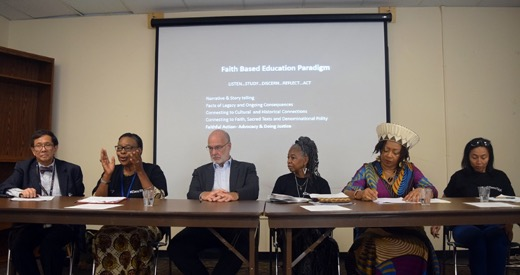 Faith Based Education Paradigm
LISTEN...STUDY...DISCERN...REFLECT...ACT
Narrative & Story telling
Facts of Legacy and Ongoing Consequences
Connecting to Cultural and Historical Connections
Connecting to Faith, Sacred Texts and Denominational Policy
Faithful Action: Advocacy & Doing Justice